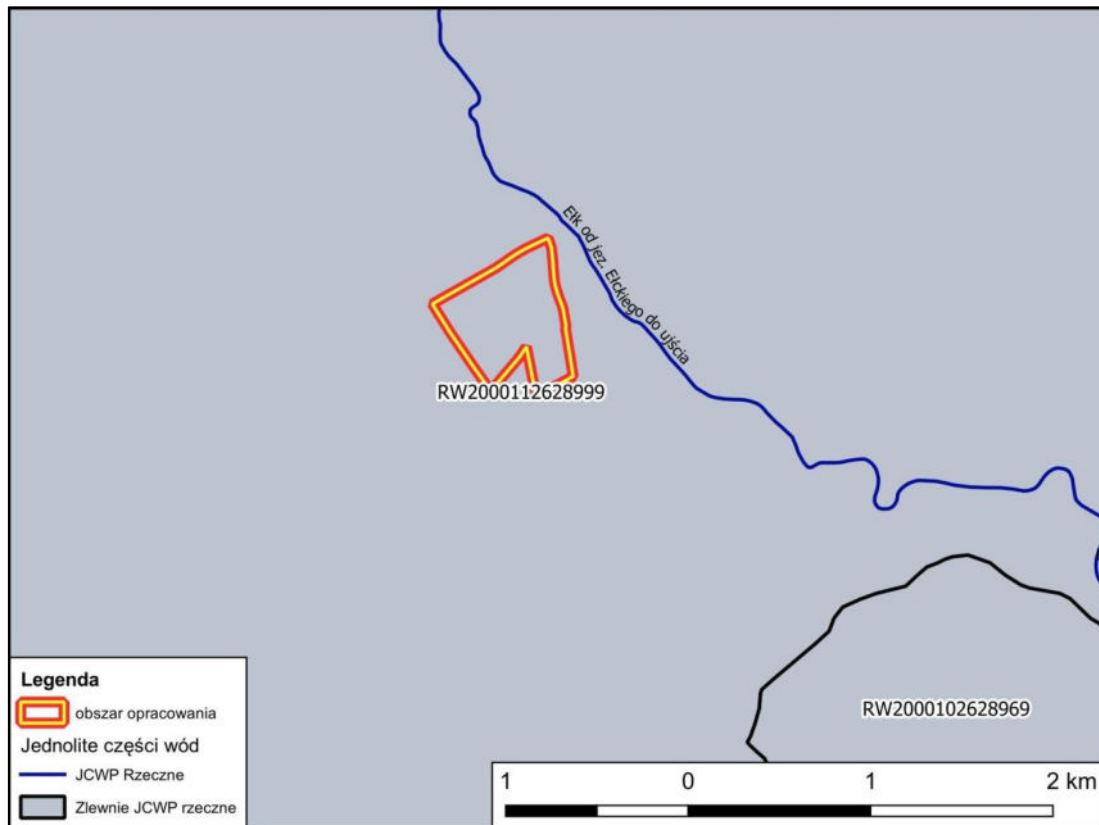 Ełk od jez. Ełckiego do ujścia
RW2000112628999
RW2000102628969
Legenda
obszar opracowania
Jednolite części wód
JCWP Rzeczne
Zlewnie JCWP rzeczne
1 0 1 2 km